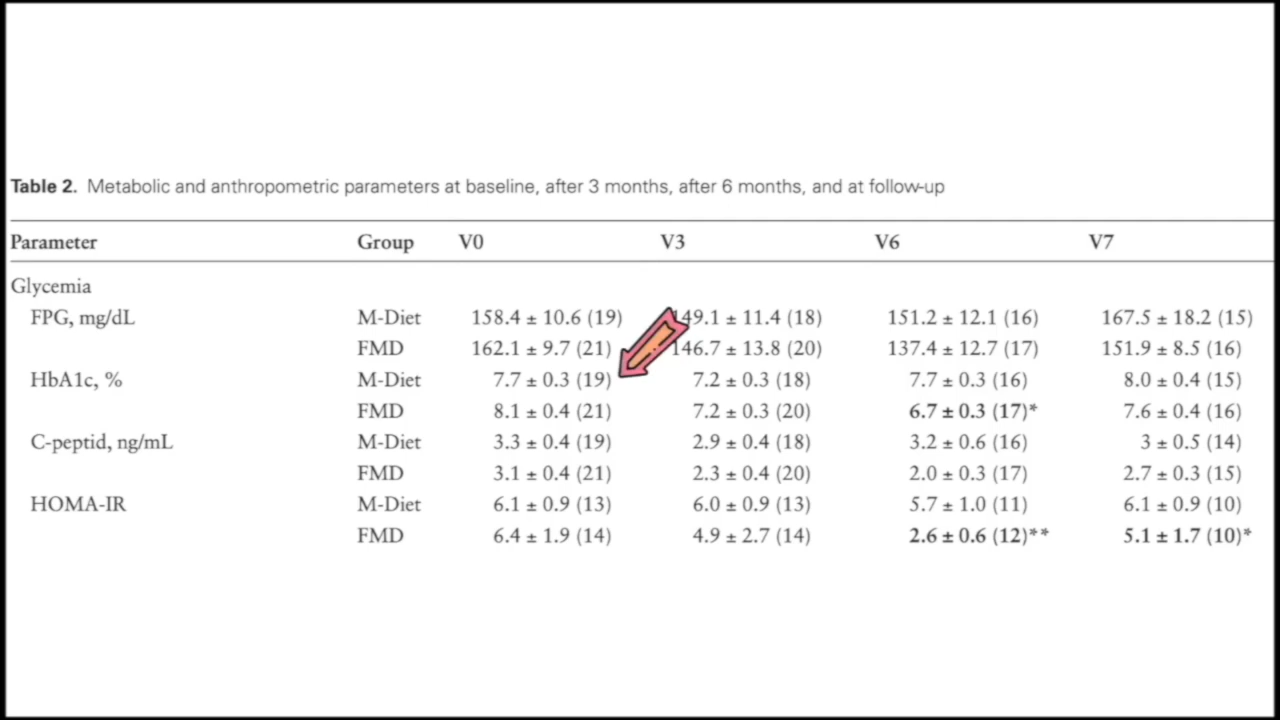 Table 2. Metabolic and anthropometric parameters at baseline, after 3 months, after 6 months, and at follow-up
Parameter Group V0 V3 V6 V7
Glycemia
FPG, mg/dL M-Diet 158.4 ± 10.6 (19) 49.1 ± 11.4 (18) 151.2 ± 12.1 (16) 167.5 ± 18.2 (15)
FMD 162.1 ± 9.7 (21) 146.7 ± 13.8 (20) 137.4 ± 12.7 (17) 151.9 ± 8.5 (16)
HbA1c, % M-Diet 7.7 ± 0.3 (19) 7.2 ± 0.3 (18) 7.7 ± 0.3 (16) 8.0 ± 0.4 (15)
FMD 8.1 ± 0.4 (21) 7.2 ± 0.3 (20) 6.7 ± 0.3 (17)* 7.6 ± 0.4 (16)
C-peptid, ng/mL M-Diet 3.3 ± 0.4 (19) 2.9 ± 0.4 (18) 3.2 ± 0.6 (16) 3 ± 0.5 (14)
FMD 3.1 ± 0.4 (21) 2.3 ± 0.4 (20) 2.0 ± 0.3 (17) 2.7 ± 0.3 (15)
HOMA-IR M-Diet 6.1 ± 0.9 (13) 6.0 ± 0.9 (13) 5.7 ± 1.0 (11) 6.1 ± 0.9 (10)
FMD 6.4 ± 1.9 (14) 4.9 ± 2.7 (14) 2.6 ± 0.6 (12)** 5.1 ± 1.7 (10)*